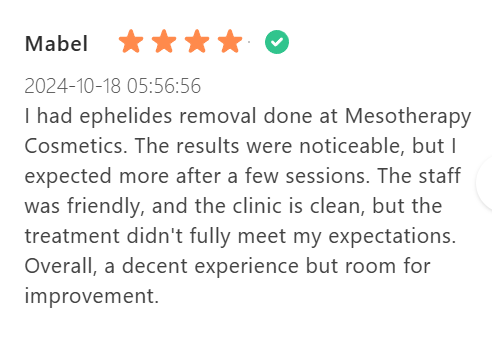 Mabel
2024-10-18 05:56:56
I had ephelides removal done at Mesotherapy
Cosmetics. The results were noticeable, but I
expected more after a few sessions. The staff
was friendly, and the clinic is clean, but the
treatment didn't fully meet my expectations.
Overall, a decent experience but room for
improvement.